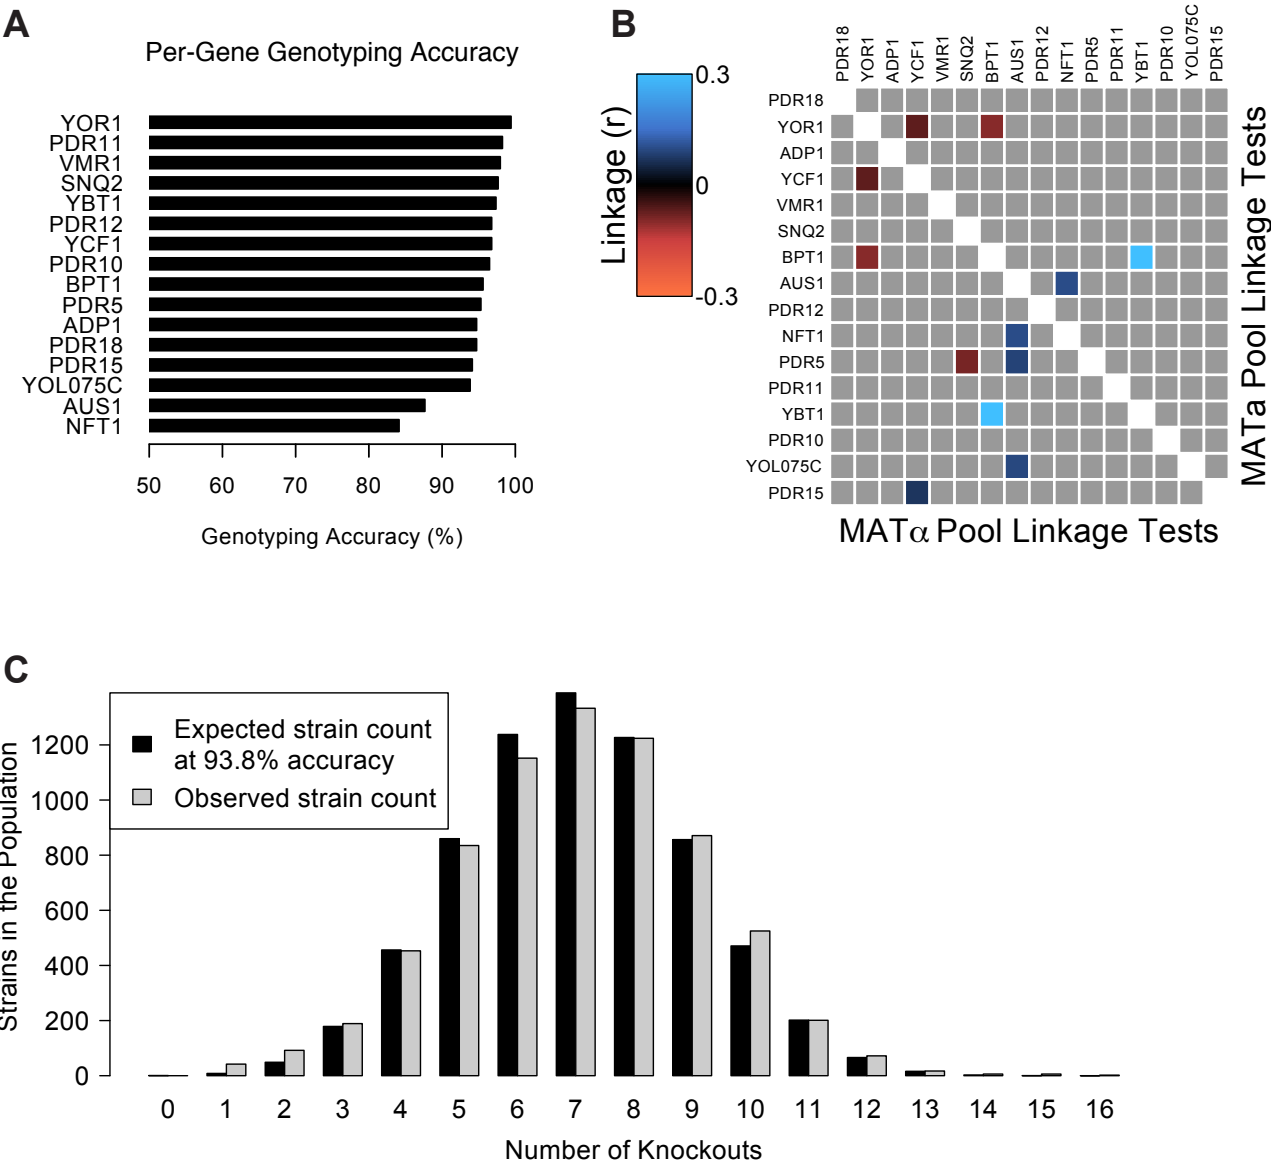 A
Per-Gene Genotyping Accuracy
YOR1
PDR11
VMR1
SNQ2
YBT1
PDR12
YCF1
PDR10
BPT1
PDR5
ADP1
PDR18
PDR15
YOL075C
AUS1
NFT1
50 60 70 80 90 100
Genotyping Accuracy (%)
B
Linkage (r)
0.3
0
-0.3
PDR18
YOR1
ADP1
YCF1
VMR1
SNQ2
BPT1
AUS1
PDR12
NFT1
PDR5
PDR11
YBT1
PDR10
YOL075C
PDR15
PDR18
YOR1
ADP1
YCF1
VMR1
SNQ2
BPT1
AUS1
PDR12
NFT1
PDR5
PDR11
YBT1
PDR10
YOL075C
PDR15
MATa Pool Linkage Tests
MATα Pool Linkage Tests
C
Expected strain count
at 93.8% accuracy
Observed strain count
Strains in the Population
1200
1000
800
600
400
200
0
0 1 2 3 4 5 6 7 8 9 10 11 12 13 14 15 16
Number of Knockouts